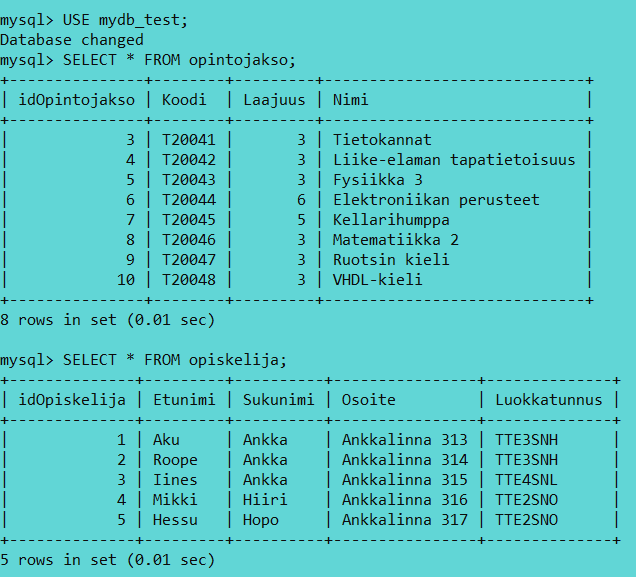 mysql> USE mydb_test;
Database changed
mysql> SELECT * FROM opintojakso;
+--------------+--------+---------+-----------------------------+
| idOpintojakso | Koodi | Laajuus | Nimi |
+--------------+--------+---------+-----------------------------+
| 3 | T20041 | 3 | Tietokannat |
| 4 | T20042 | 3 | Liike-elaman tapatietoisuus |
| 5 | T20043 | 3 | Fysiikka 3 |
| 6 | T20044 | 6 | Elektroniikan perusteet |
| 7 | T20045 | 5 | Kellarihumppa |
| 8 | T20046 | 3 | Matematiikka 2 |
| 9 | T20047 | 3 | Ruotsin kieli |
| 10 | T20048 | 3 | VHDL-kieli |
+--------------+--------+---------+-----------------------------+
8 rows in set (0.01 sec)
mysql> SELECT * FROM opiskelija;
+--------------+---------+----------+----------------+--------------+
| idOpiskelija | Etunimi | Sukunimi | Osoite | Luokkatunnus |
+--------------+---------+----------+----------------+--------------+
| 1 | Aku | Ankka | Ankkalinna 313 | TTE3SNH |
| 2 | Roope | Ankka | Ankkalinna 314 | TTE3SNH |
| 3 | Iines | Ankka | Ankkalinna 315 | TTE4SNL |
| 4 | Mikki | Hiiri | Ankkalinna 316 | TTE2SNO |
| 5 | Hessu | Hopo | Ankkalinna 317 | TTE2SNO |
+--------------+---------+----------+----------------+--------------+
5 rows in set (0.01 sec)